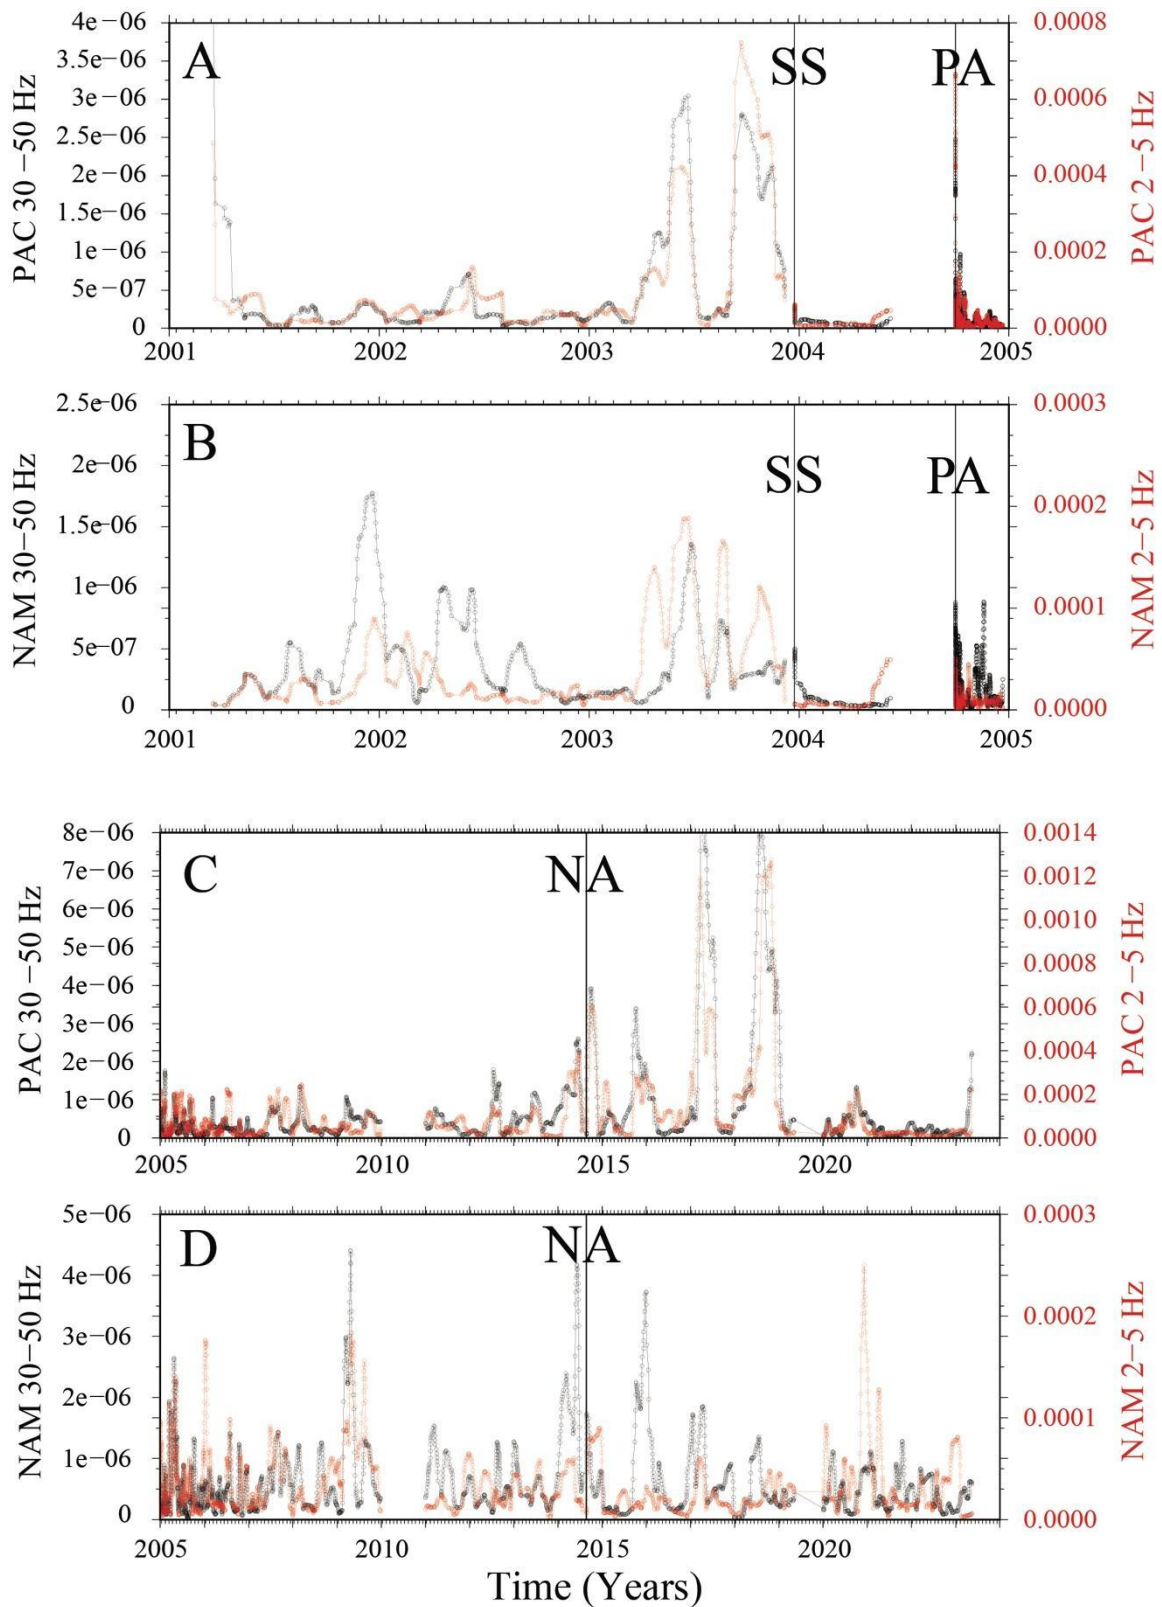 4e−06
3.5e−06
3e−06
2.5e−06
2e−06
1.5e−06
1e−06
5e−07
0
PAC 30 −50 Hz
A
SS
PA
0.0008
0.0006
0.0004
0.0002
0.0000
PAC 2 −5 Hz
2001 2002 2003 2004 2005
2.5e−06
2e−06
1.5e−06
1e−06
5e−07
0
NAM 30−50 Hz
B
SS
PA
0.0003
0.0002
0.0001
0.0000
NAM 2−5 Hz
2001 2002 2003 2004 2005
8e−06
7e−06
6e−06
5e−06
4e−06
3e−06
2e−06
1e−06
0
PAC 30 −50 Hz
C
NA
0.0014
0.0012
0.0010
0.0008
0.0006
0.0004
0.0002
0.0000
PAC 2 −5 Hz
2005 2010 2015 2020
5e−06
4e−06
3e−06
2e−06
1e−06
0
NAM 30−50 Hz
D
NA
0.0003
0.0002
0.0001
0.0000
NAM 2−5 Hz
2005 2010 2015 2020
Time (Years)